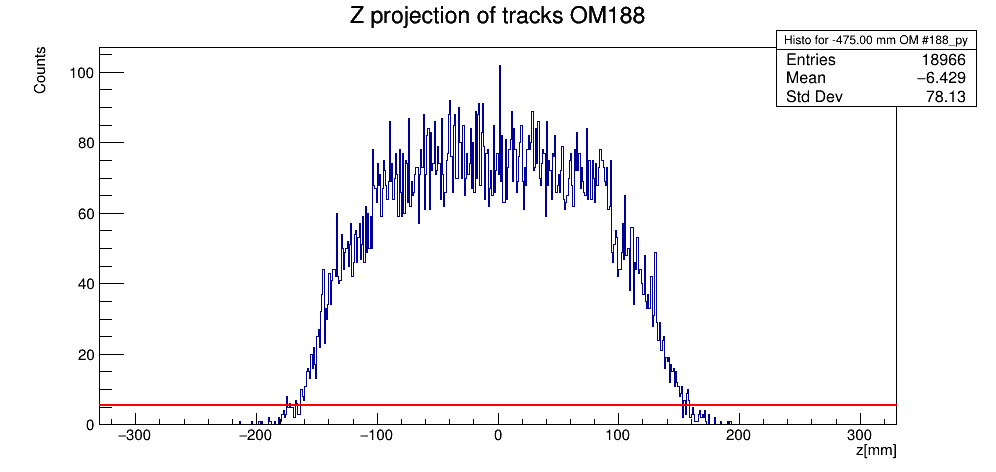 Z projection of tracks OM188
Histo for -475.00 mm OM #188_py
Entries 18966
Mean −6.429
Std Dev 78.13
Counts
100
80
60
40
20
0
−300 −200 −100 0 100 200 300
z[mm]